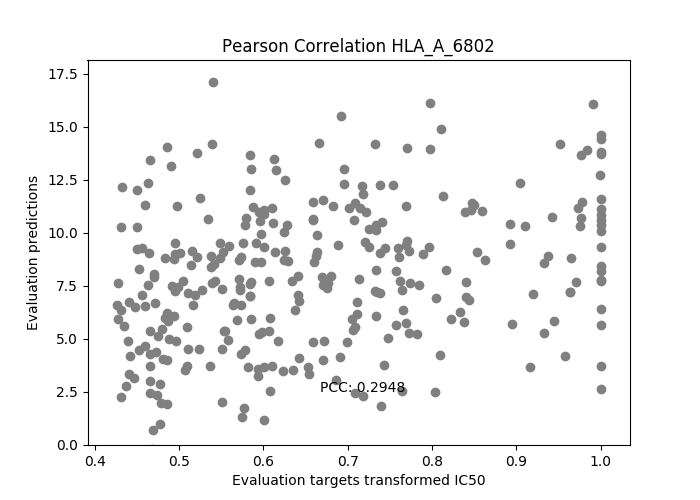 Pearson Correlation HLA_A_6802
17.5
15.0
12.5
10.0
7.5
5.0
2.5
0.0
Evaluation predictions
PCC: 0.2948
0.4 0.5 0.6 0.7 0.8 0.9 1.0
Evaluation targets transformed IC50